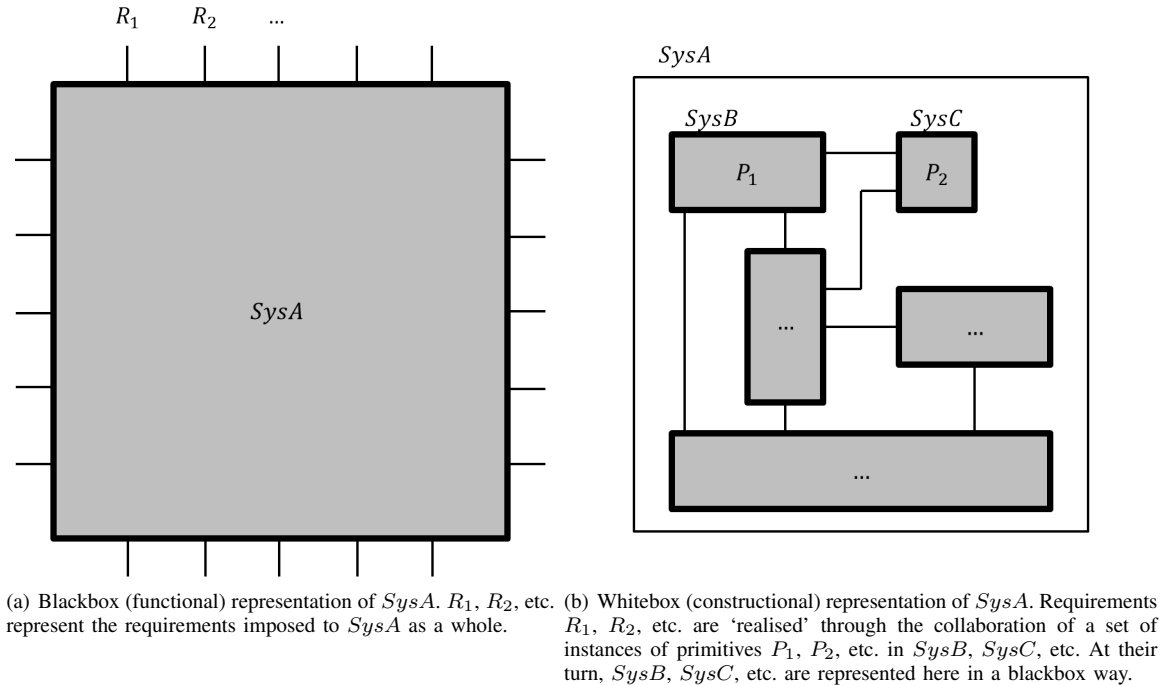 R₁ R₂ ...
SysA
SysA
SysB SysC
P₁ P₂
...
...
...
(a) Blackbox (functional) representation of SysA. R₁, R₂, etc.
represent the requirements imposed to SysA as a whole.
(b) Whitebox (constructional) representation of SysA. Requirements
R₁, R₂, etc. are ‘realised’ through the collaboration of a set of
instances of primitives P₁, P₂, etc. in SysB, SysC, etc. At their
turn, SysB, SysC, etc. are represented here in a blackbox way.